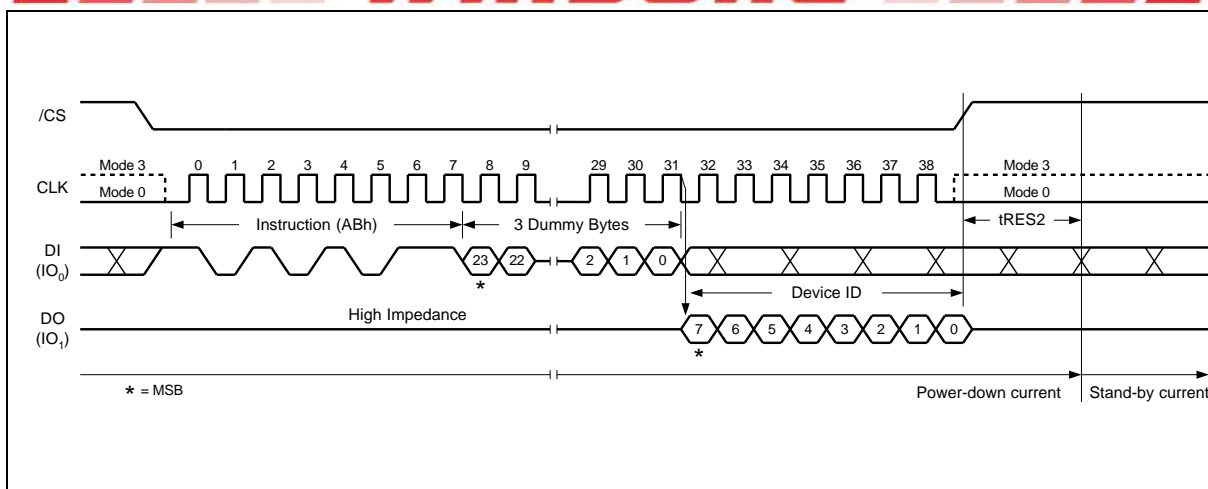 /CS
Mode 3
0 1 2 3 4 5 6 7 8 9 29 30 31 32 33 34 35 36 37 38
Mode 3
CLK
Mode 0
Mode 0
Instruction (ABh)
3 Dummy Bytes
tRES2
DI
(IO0)
23 22 2 1 0
*
Device ID
High Impedance
DO
(IO1)
7 6 5 4 3 2 1 0
*
* = MSB
Power-down current
Stand-by current